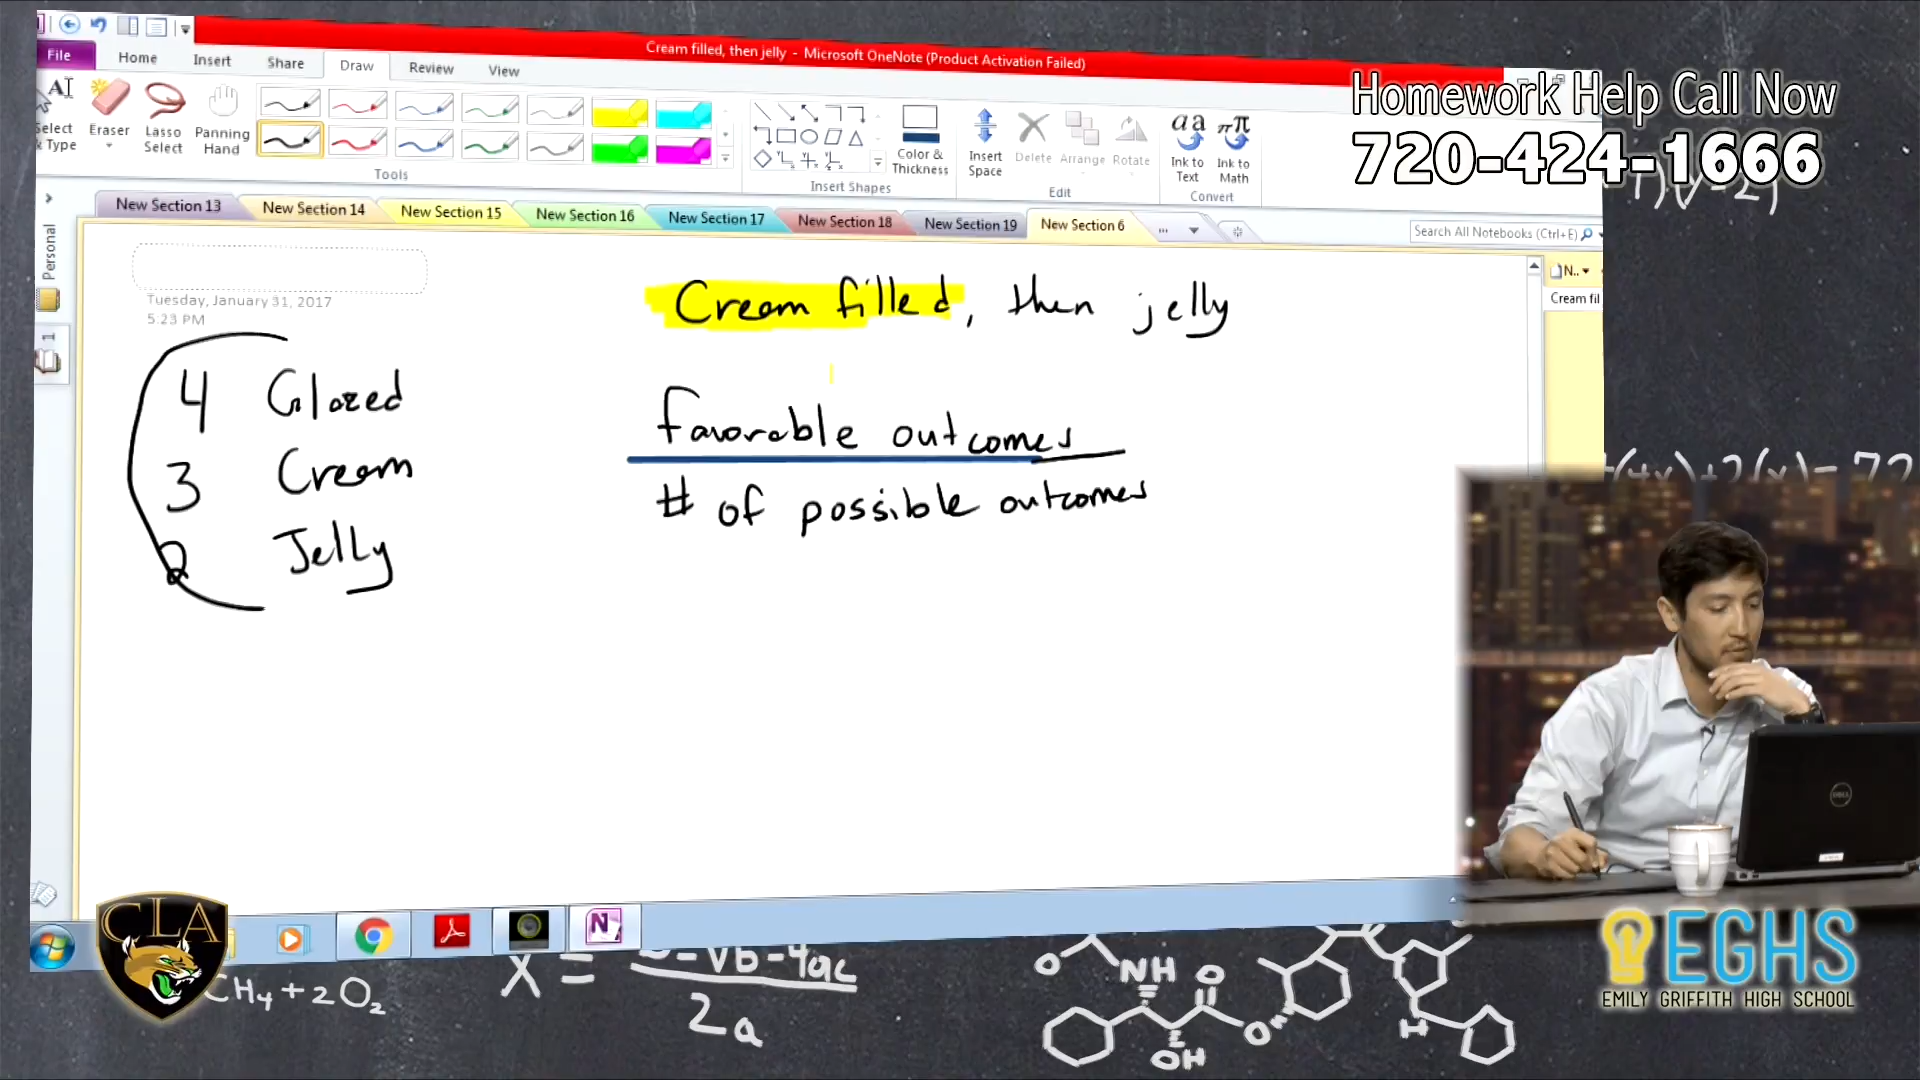 Cream filled, then jelly - Microsoft OneNote (Product Activation Failed)
File Home Insert Share Draw Review View
Homework Help Call Now
720-424-1666
Select & Type
Eraser
Lasso Select
Panning Hand
Color & Thickness
Insert Space
Delete
Arrange
Rotate
Ink to Text
Ink to Math
Tools
Insert Shapes
Edit
Convert
New Section 13 New Section 14 New Section 15 New Section 16 New Section 17 New Section 18 New Section 19 New Section 6 ...
Search All Notebooks (Ctrl+E)
Personal
1
N..
Cream fil
Tuesday, January 31, 2017
5:23 PM
Cream filled, then jelly
4 Glazed
3 Cream
2 Jelly
favorable outcomes
# of possible outcomes
DELL
CLA
CH₄ + 2O₂
X =
2a
NH
O
O
O
OH
H
EGHS
EMILY GRIFFITH HIGH SCHOOL